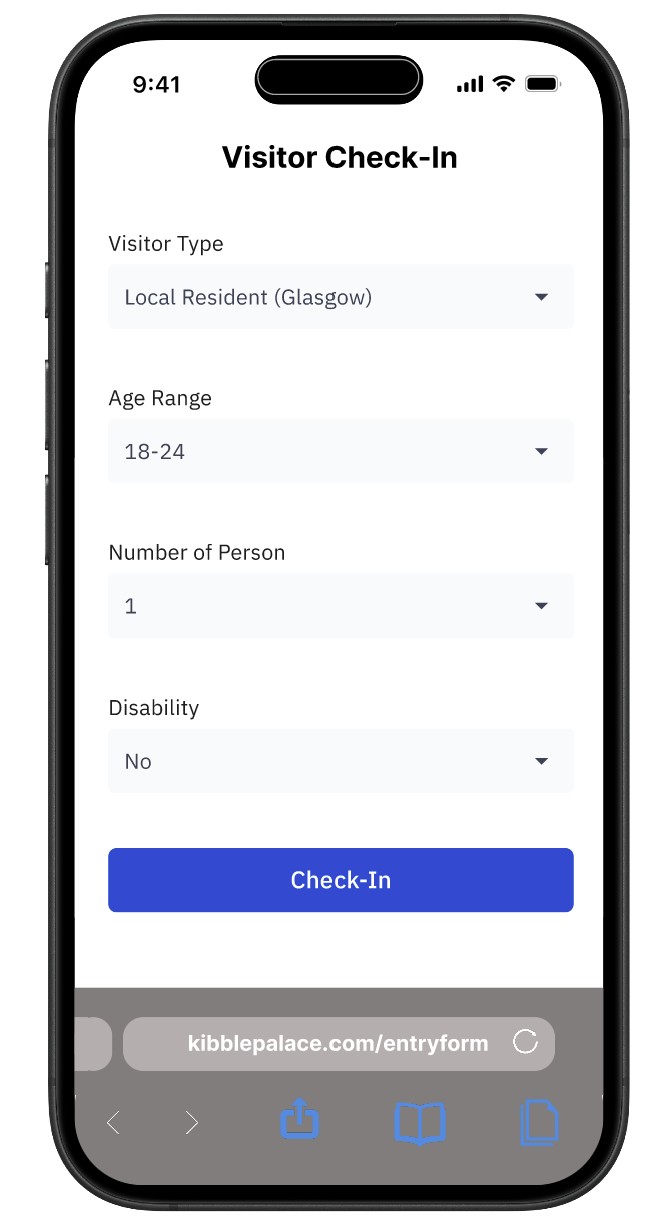 9:41
Visitor Check-In
Visitor Type
Local Resident (Glasgow)
Age Range
18-24
Number of Person
1
Disability
No
Check-In
kibblepalace.com/entryform